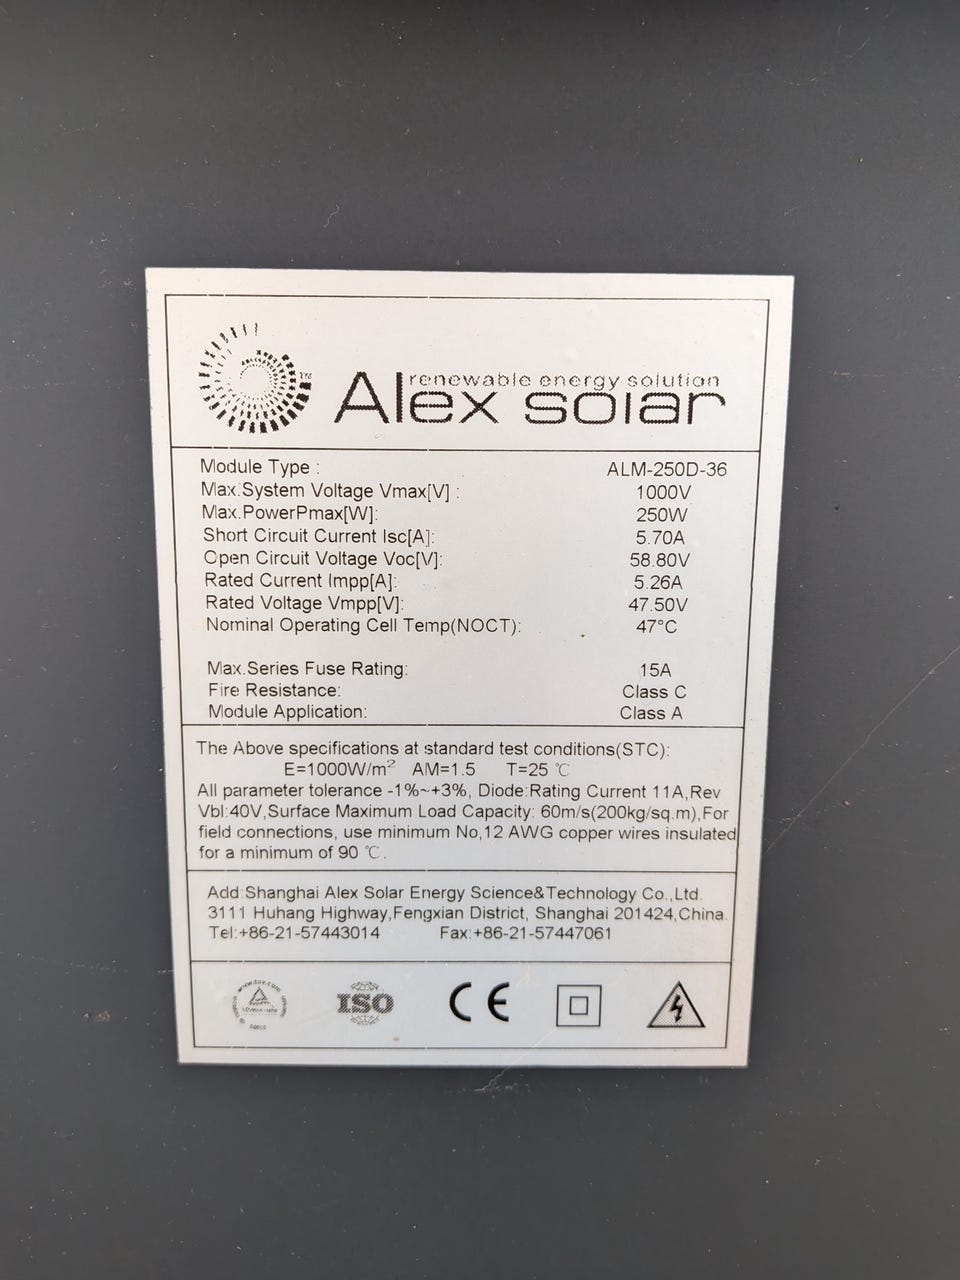 renewable energy solution
Alex solar
TM
Module Type : ALM-250D-36
Max.System Voltage Vmax[V] : 1000V
Max.PowerPmax[W]: 250W
Short Circuit Current Isc[A]: 5.70A
Open Circuit Voltage Voc[V]: 58.80V
Rated Current Impp[A]: 5.26A
Rated Voltage Vmpp[V]: 47.50V
Nominal Operating Cell Temp(NOCT): 47°C
Max.Series Fuse Rating: 15A
Fire Resistance: Class C
Module Application: Class A
The Above specifications at standard test conditions(STC):
E=1000W/m² AM=1.5 T=25 ℃
All parameter tolerance -1%~+3%, Diode:Rating Current 11A,Rev
Vbl:40V,Surface Maximum Load Capacity: 60m/s(200kg/sq.m),For
field connections, use minimum No,12 AWG copper wires insulated
for a minimum of 90 ℃.
Add:Shanghai Alex Solar Energy Science&Technology Co.,Ltd.
3111 Huhang Highway,Fengxian District, Shanghai 201424,China.
Tel:+86-21-57443014 Fax:+86-21-57447061
www.tuv.com
ISO
CE